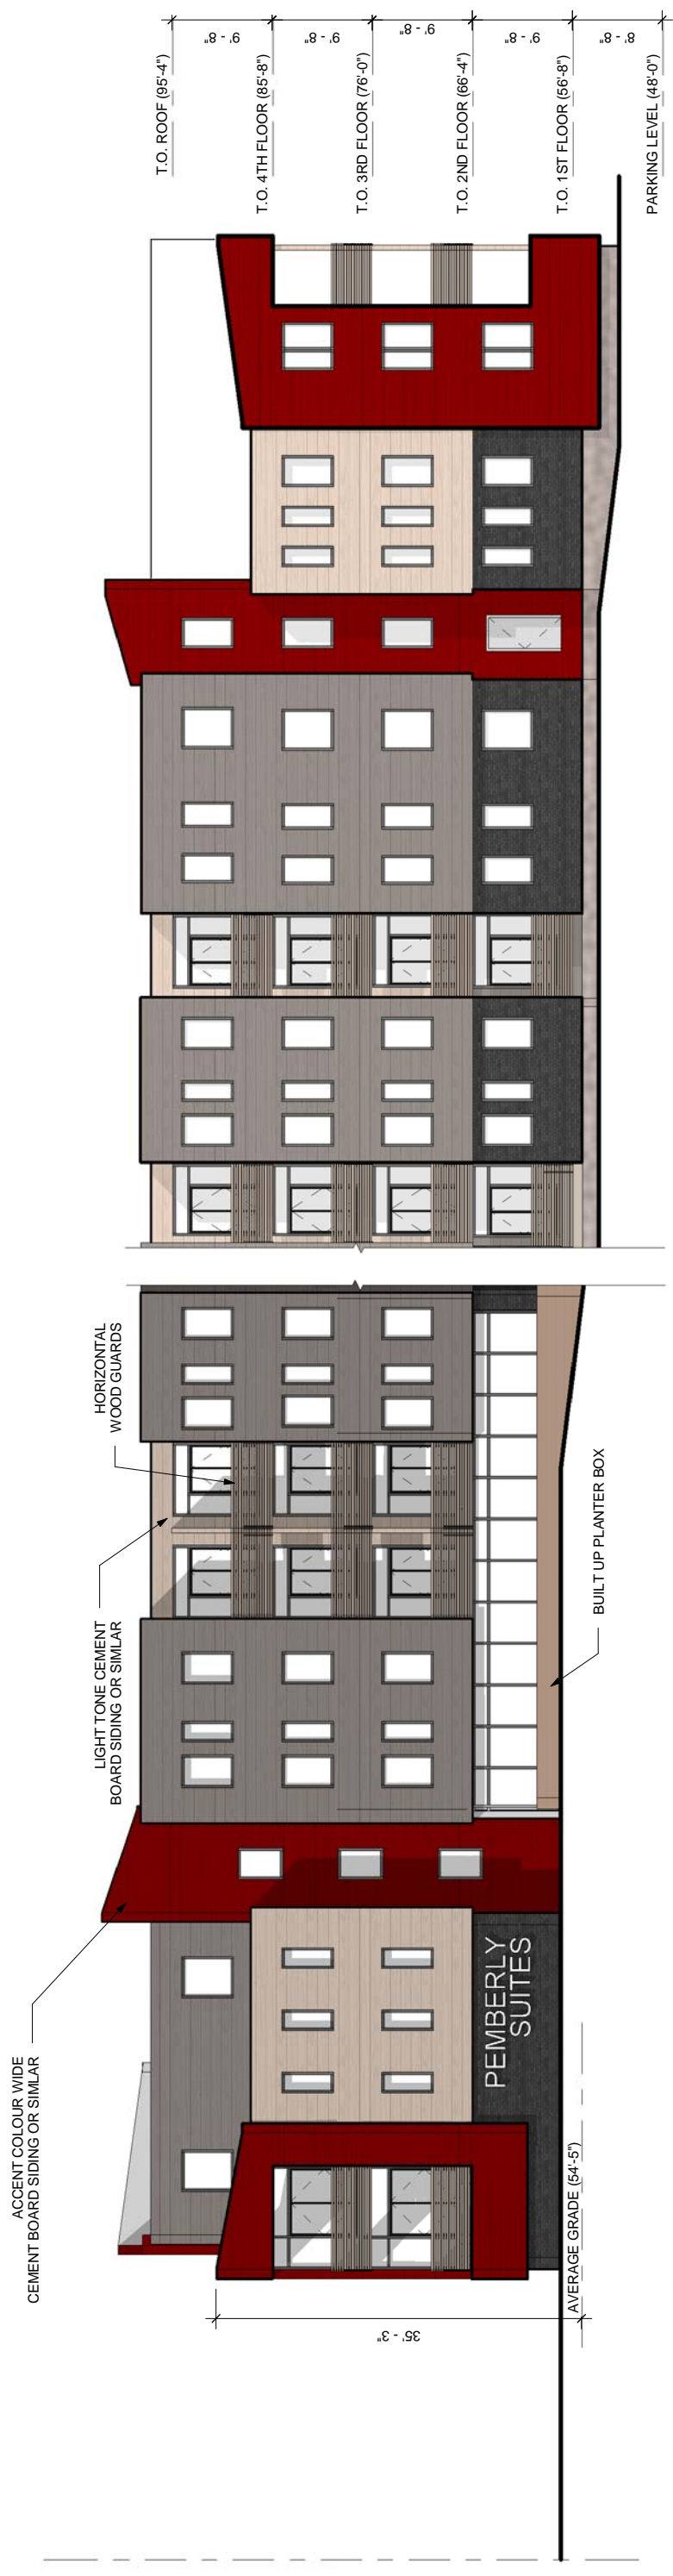 ACCENT COLOUR WIDE
CEMENT BOARD SIDING OR SIMLAR
LIGHT TONE CEMENT
BOARD SIDING OR SIMLAR
HORIZONTAL
WOOD GUARDS
T.O. ROOF (95'-4")
9' - 8"
T.O. 4TH FLOOR (85'-8")
9' - 8"
T.O. 3RD FLOOR (76'-0")
9' - 8"
T.O. 2ND FLOOR (66'-4")
9' - 8"
T.O. 1ST FLOOR (56'-8")
8' - 8"
PARKING LEVEL (48'-0")
35' - 3"
PEMBERLY
SUITES
AVERAGE GRADE (54'-5")
BUILT UP PLANTER BOX